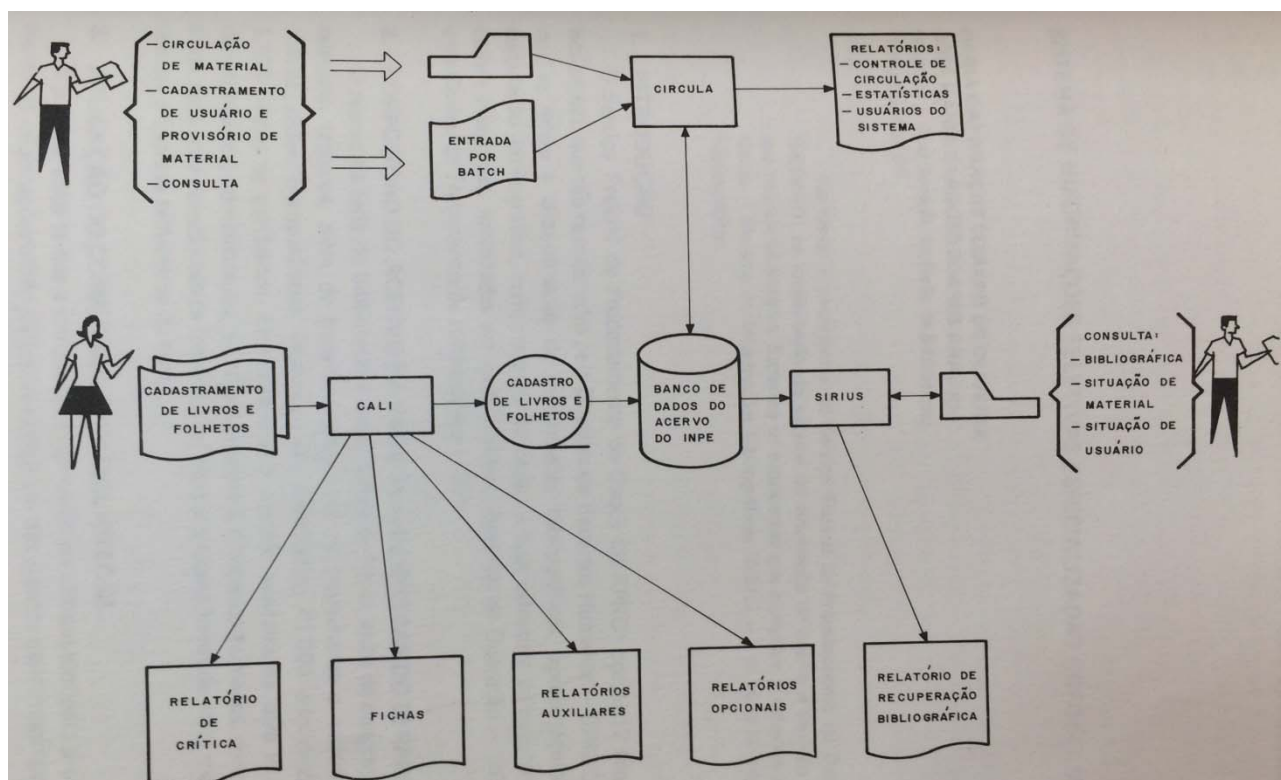 — CIRCULAÇÃO
DE MATERIAL
— CADASTRAMENTO
DE USUÁRIO E
PROVISÓRIO DE
MATERIAL
— CONSULTA
ENTRADA
POR
BATCH
CIRCULA
RELATÓRIOS:
— CONTROLE DE
CIRCULAÇÃO
— ESTATÍSTICAS
— USUÁRIOS DO
SISTEMA
CADASTRAMENTO
DE LIVROS E
FOLHETOS
CALI
CADASTRO
DE LIVROS E
FOLHETOS
BANCO DE
DADOS DO
ACERVO
DO INPE
SIRIUS
CONSULTA:
— BIBLIOGRÁFICA
— SITUAÇÃO DE
MATERIAL
— SITUAÇÃO DE
USUÁRIO
RELATÓRIO
DE
CRÍTICA
FICHAS
RELATÓRIOS
AUXILIARES
RELATÓRIOS
OPCIONAIS
RELATÓRIO DE
RECUPERAÇÃO
BIBLIOGRÁFICA